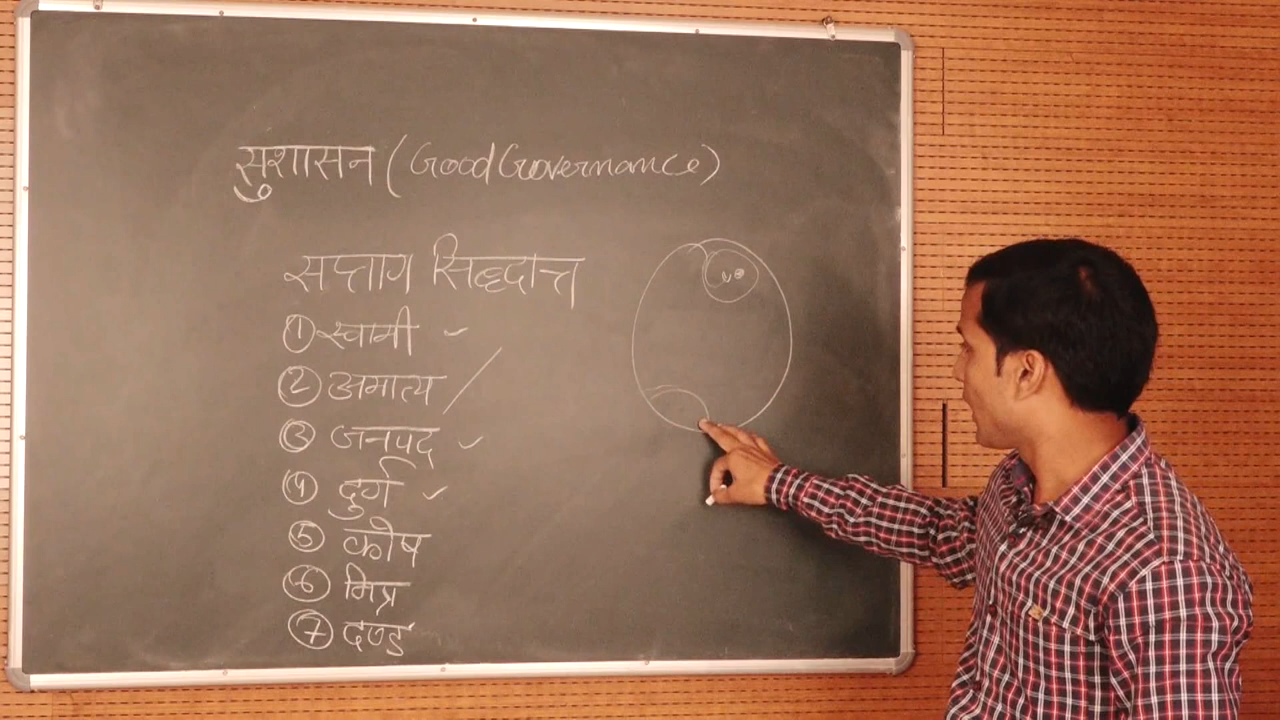 सुशासन (Good Governance)
सप्तांग सिद्धान्त
1 स्वामी
2 अमात्य
3 जनपद
4 दुर्ग
5 कोष
6 मित्र
7 दण्ड